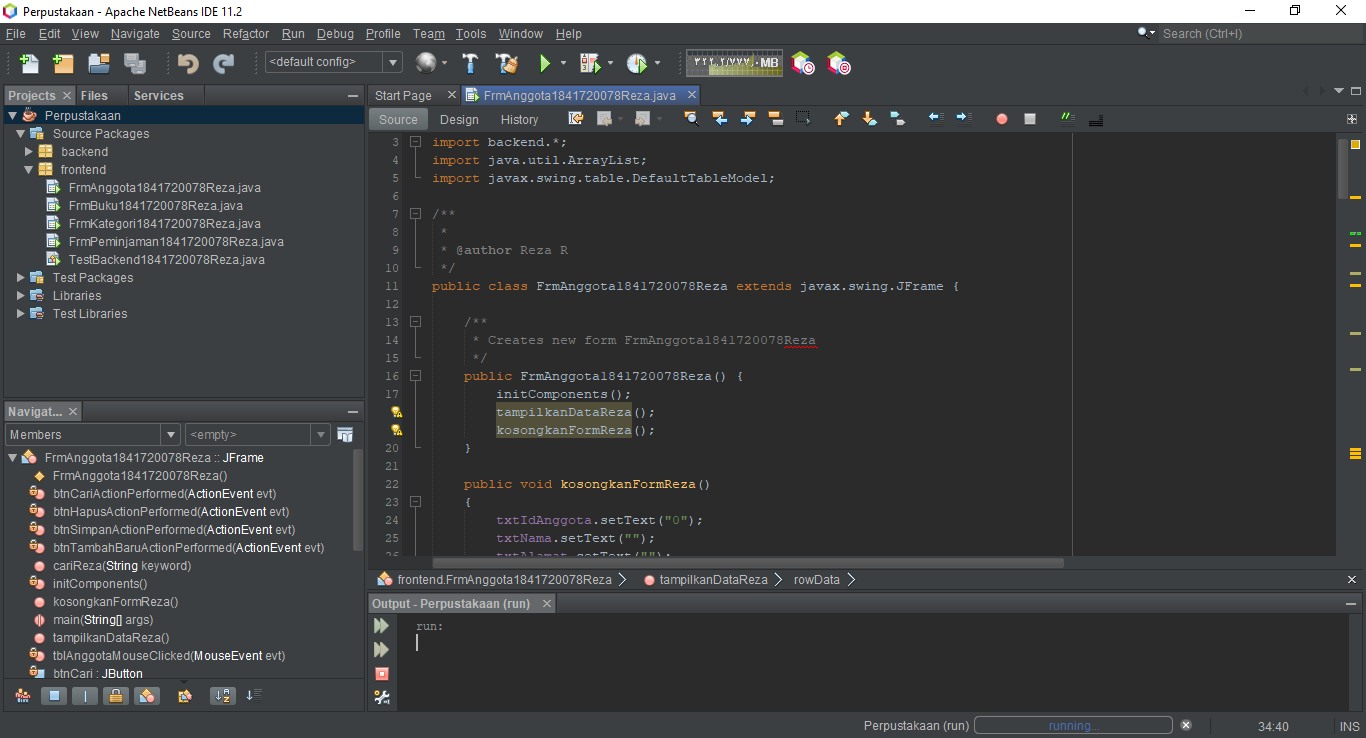 Perpustakaan - Apache NetBeans IDE 11.2
File Edit View Navigate Source Refactor Run Debug Profile Team Tools Window Help
Search (Ctrl+I)
<default config>
Projects Files Services
Perpustakaan
Source Packages
backend
frontend
FrmAnggota1841720078Reza.java
FrmBuku1841720078Reza.java
FrmKategori1841720078Reza.java
FrmPeminjaman1841720078Reza.java
TestBackend1841720078Reza.java
Test Packages
Libraries
Test Libraries
Navigat...
Members <empty>
FrmAnggota1841720078Reza :: JFrame
FrmAnggota1841720078Reza()
btnCariActionPerformed(ActionEvent evt)
btnHapusActionPerformed(ActionEvent evt)
btnSimpanActionPerformed(ActionEvent evt)
btnTambahBaruActionPerformed(ActionEvent evt)
cariReza(String keyword)
initComponents()
kosongkanFormReza()
main(String[] args)
tampilkanDataReza()
tblAnggotaMouseClicked(MouseEvent evt)
btnCari : JButton
Start Page FrmAnggota1841720078Reza.java
Source Design History
3 import backend.*;
4 import java.util.ArrayList;
5 import javax.swing.table.DefaultTableModel;
6
7 /**
8 *
9 * @author Reza R
10 */
11 public class FrmAnggota1841720078Reza extends javax.swing.JFrame {
12
13 /**
14 * Creates new form FrmAnggota1841720078Reza
15 */
16 public FrmAnggota1841720078Reza() {
17 initComponents();
tampilkanDataReza();
kosongkanFormReza();
20 }
21
22 public void kosongkanFormReza()
23 {
24 txtIdAnggota.setText("0");
25 txtNama.setText("");
26 txtAlamat.setText("");
frontend.FrmAnggota1841720078Reza tampilkanDataReza rowData
Output - Perpustakaan (run)
run:
Perpustakaan (run) running... 34:40 INS